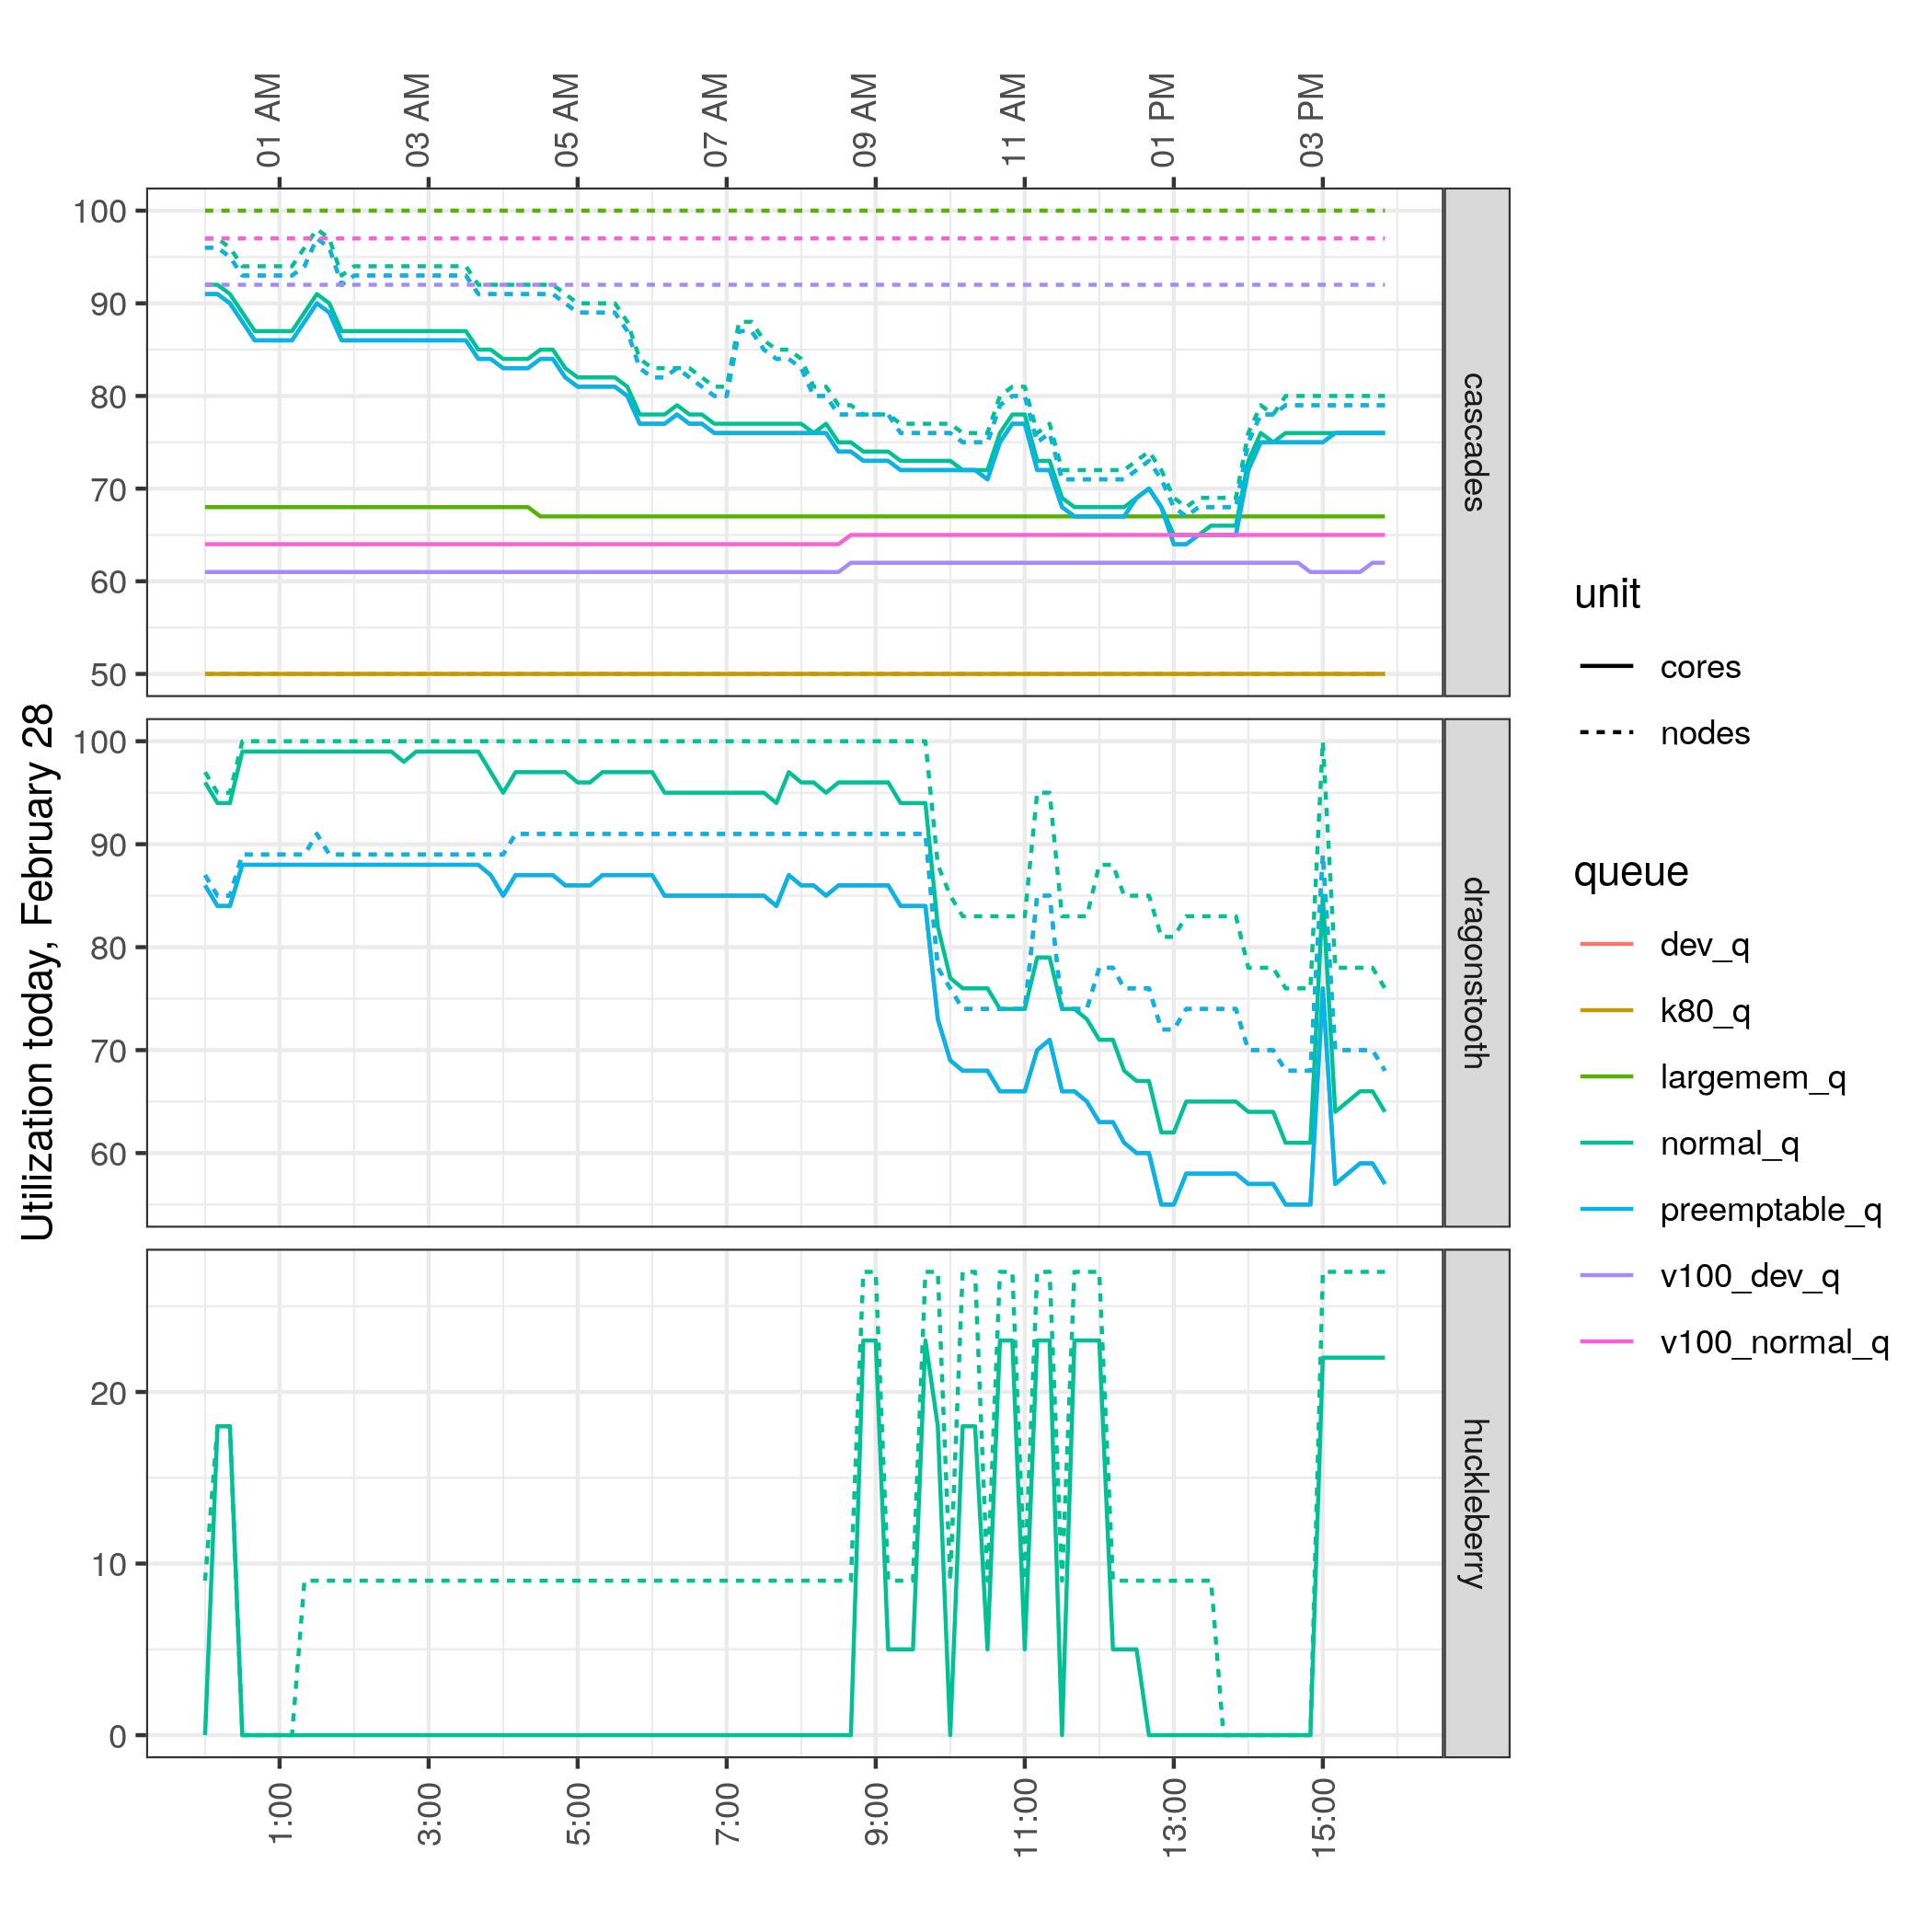 01 AM
03 AM
05 AM
07 AM
09 AM
11 AM
01 PM
03 PM
Utilization today, February 28
100
90
80
70
60
50
cascades
100
90
80
70
60
dragonstooth
20
10
0
huckleberry
1:00
3:00
5:00
7:00
9:00
11:00
13:00
15:00
unit
cores
nodes
queue
dev_q
k80_q
largemem_q
normal_q
preemptable_q
v100_dev_q
v100_normal_q